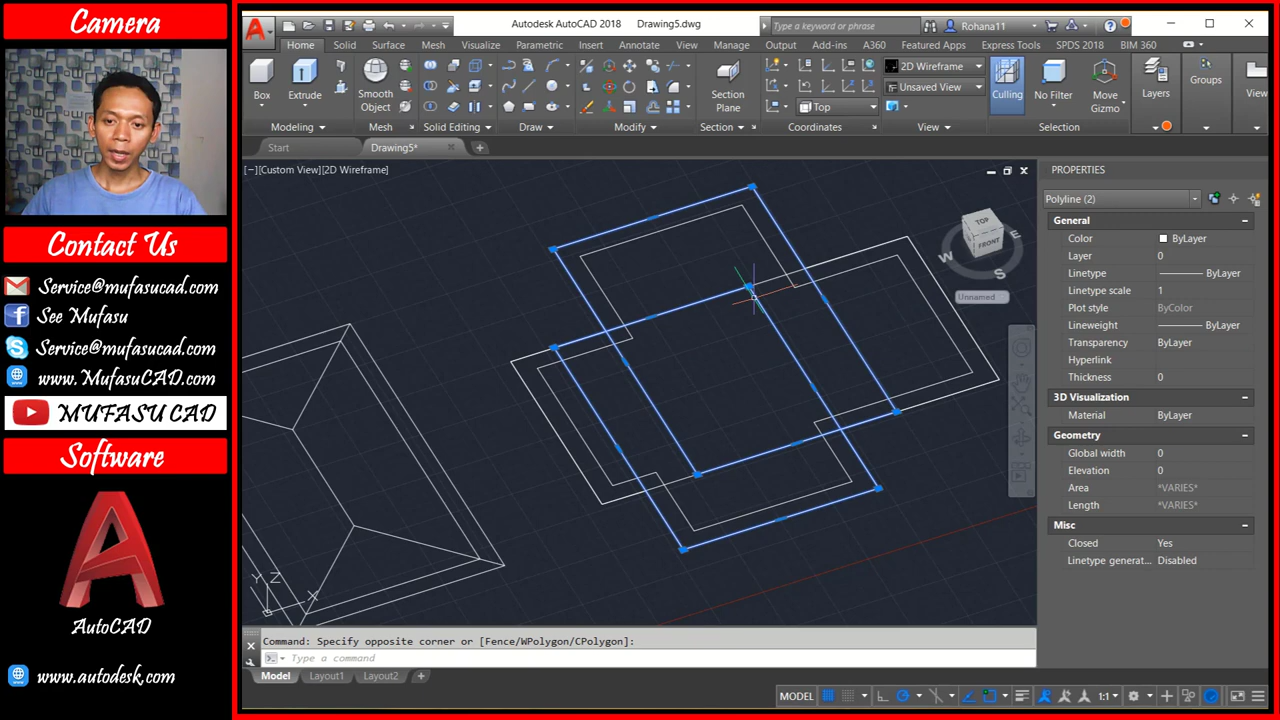 Camera
Contact Us
Service@mufasucad.com
See Mufasu
Service@mufasucad.com
www.MufasuCAD.com
MUFASU CAD
Software
AutoCAD
www.autodesk.com
Autodesk AutoCAD 2018 Drawing5.dwg
Type a keyword or phrase
Rohana11
Home Solid Surface Mesh Visualize Parametric Insert Annotate View Manage Output Add-ins A360 Featured Apps Express Tools SPDS 2018 BIM 360
Box
Extrude
Smooth
Object
Section
Plane
2D Wireframe
Unsaved View
Top
Culling
No Filter
Move
Gizmo
Layers
Groups
View
Modeling
Mesh
Solid Editing
Draw
Modify
Section
Coordinates
View
Selection
Start
Drawing5*
[−][Custom View][2D Wireframe]
TOP
FRONT
W
S
E
Unnamed
Y
Z
X
PROPERTIES
Polyline (2)
General
Color ByLayer
Layer 0
Linetype ByLayer
Linetype scale 1
Plot style ByColor
Lineweight ByLayer
Transparency ByLayer
Hyperlink
Thickness 0
3D Visualization
Material ByLayer
Geometry
Global width 0
Elevation 0
Area *VARIES*
Length *VARIES*
Misc
Closed Yes
Linetype generat... Disabled
Command: Specify opposite corner or [Fence/WPolygon/CPolygon]:
Type a command
Model Layout1 Layout2
MODEL
1:1